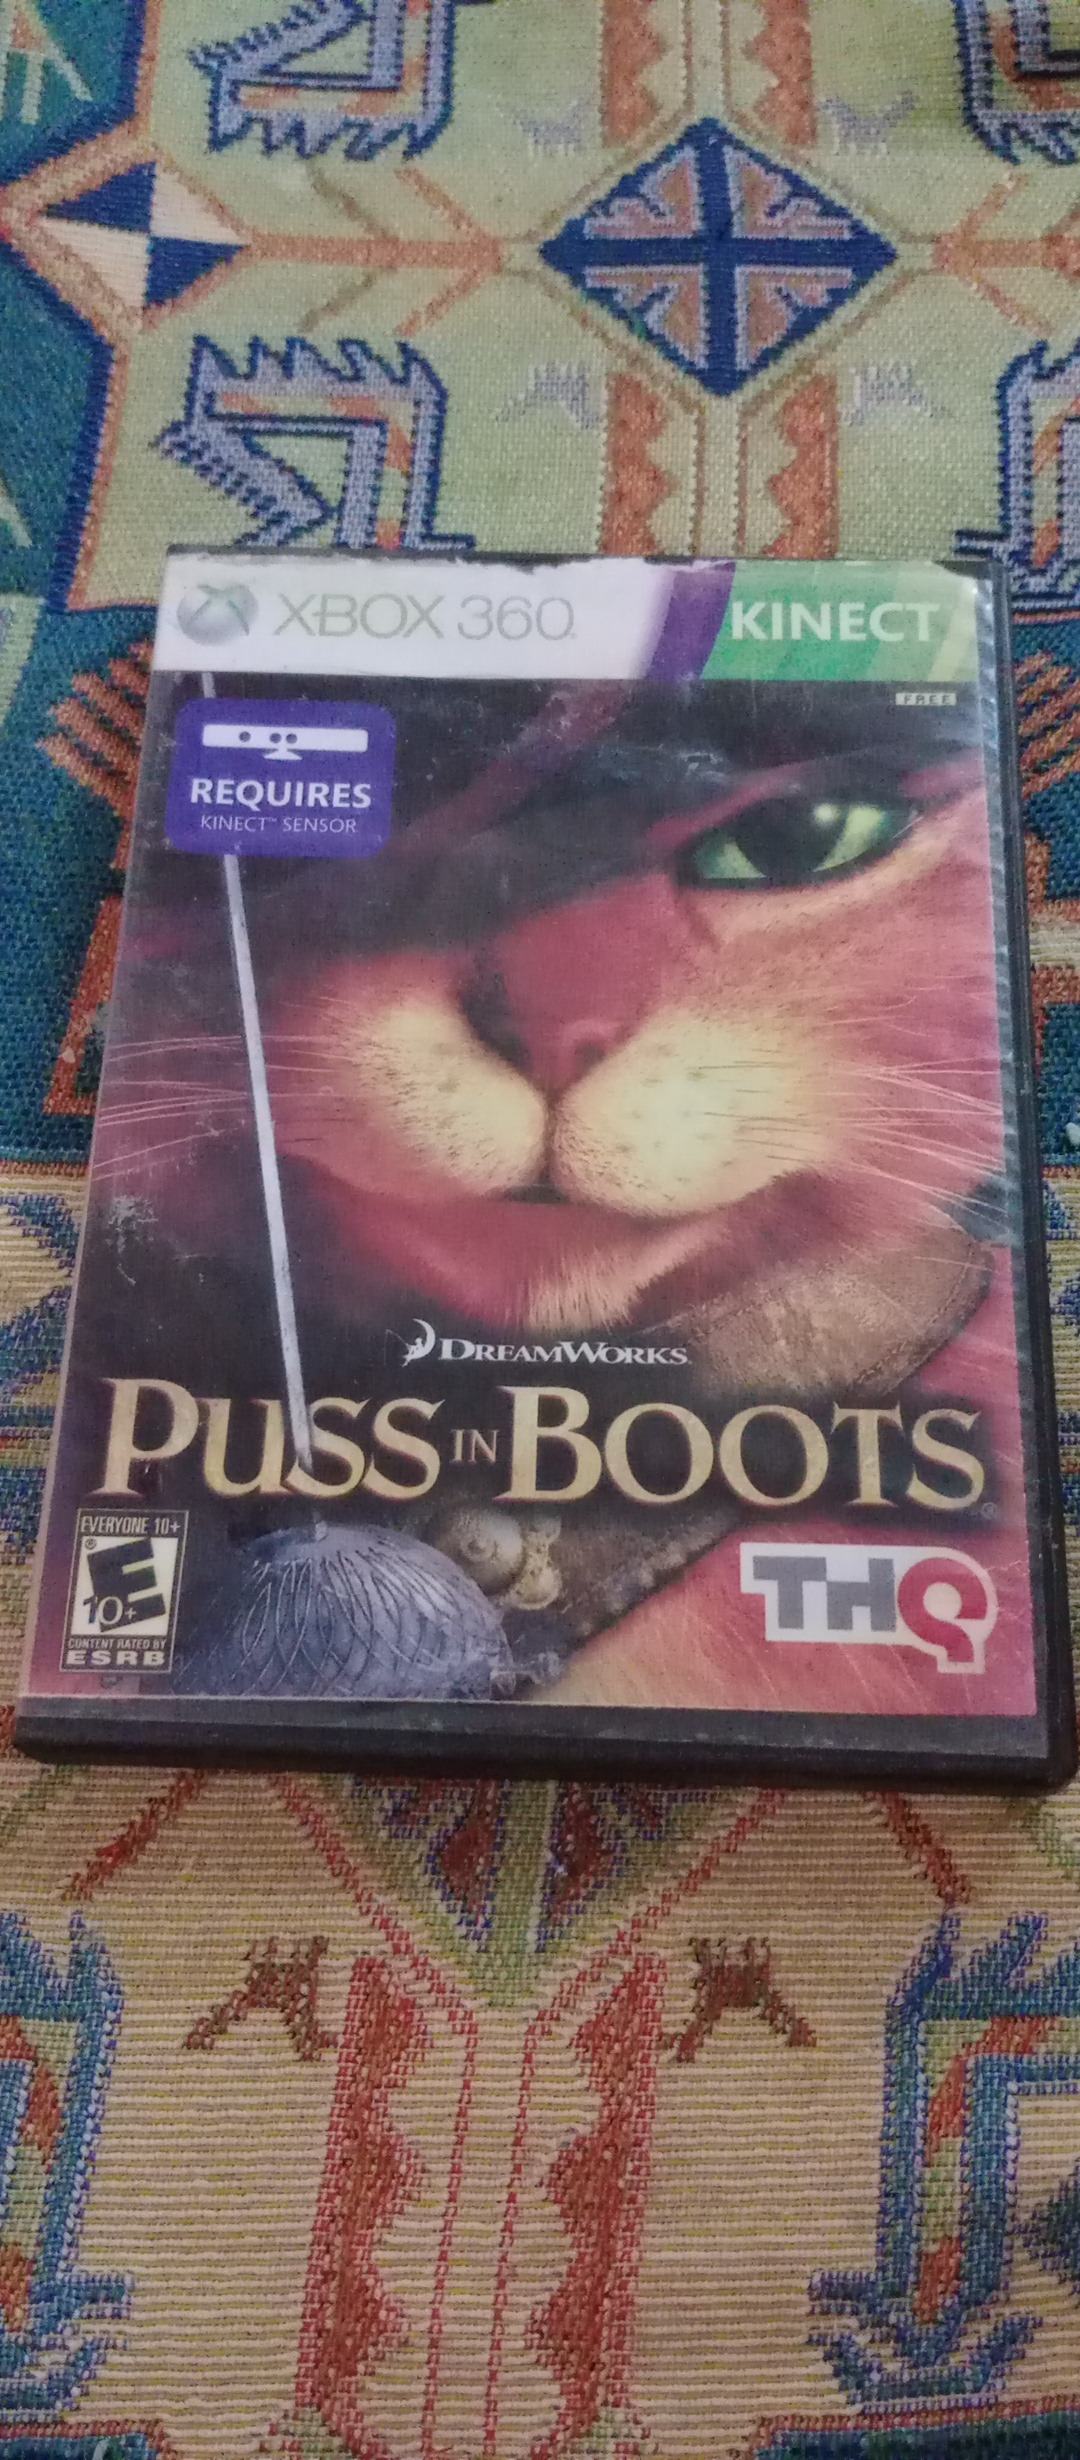 XBOX 360
KINECT
FREE
REQUIRES
KINECT™ SENSOR
DREAMWORKS
PUSS IN BOOTS®
EVERYONE 10+
E
10+
®
CONTENT RATED BY
ESRB
THQ